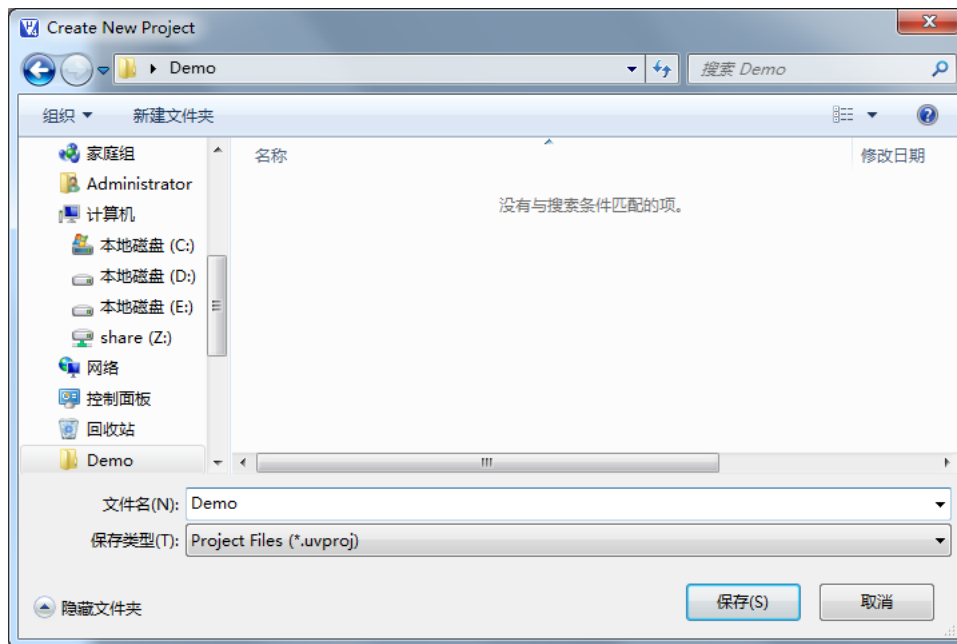 Create New Project
Demo
搜索 Demo
组织
新建文件夹
名称
修改日期
没有与搜索条件匹配的项。
家庭组
Administrator
计算机
本地磁盘 (C:)
本地磁盘 (D:)
本地磁盘 (E:)
share (Z:)
网络
控制面板
回收站
Demo
文件名(N): Demo
保存类型(T): Project Files (*.uvproj)
隐藏文件夹
保存(S)
取消